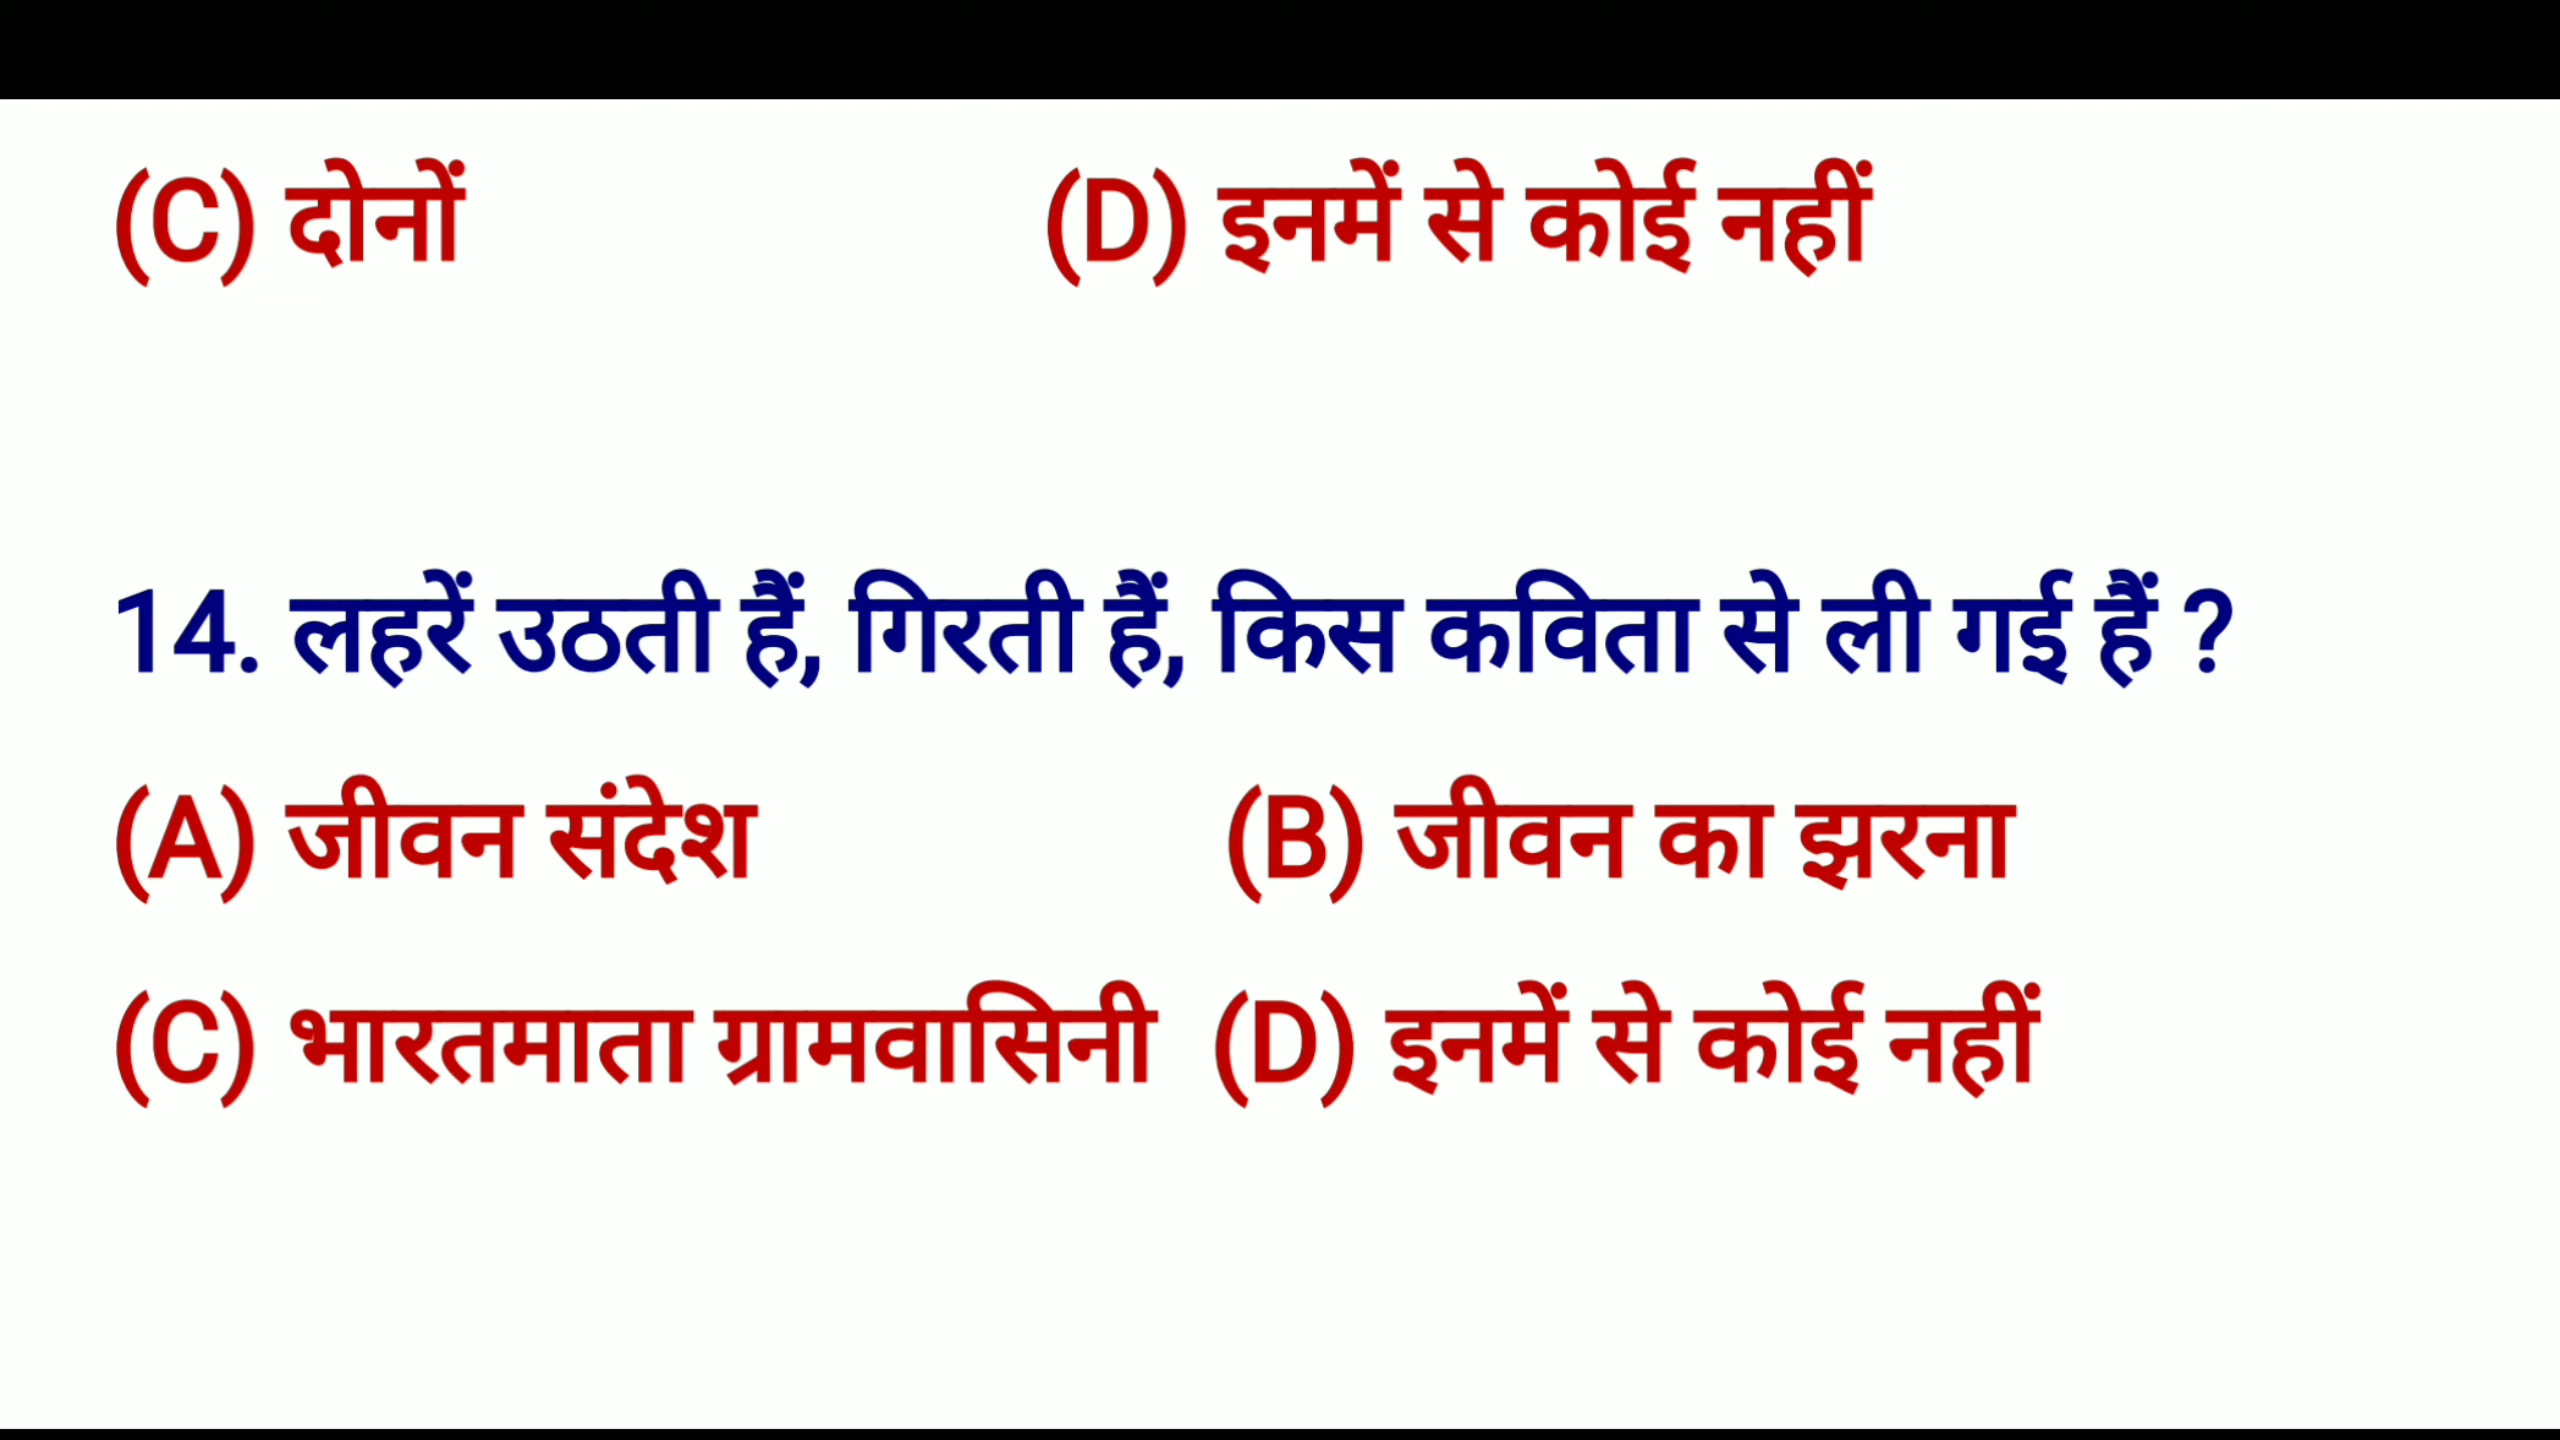 (C) दोनों (D) इनमें से कोई नहीं
14. लहरें उठती हैं, गिरती हैं, किस कविता से ली गई हैं ?
(A) जीवन संदेश (B) जीवन का झरना
(C) भारतमाता ग्रामवासिनी (D) इनमें से कोई नहीं